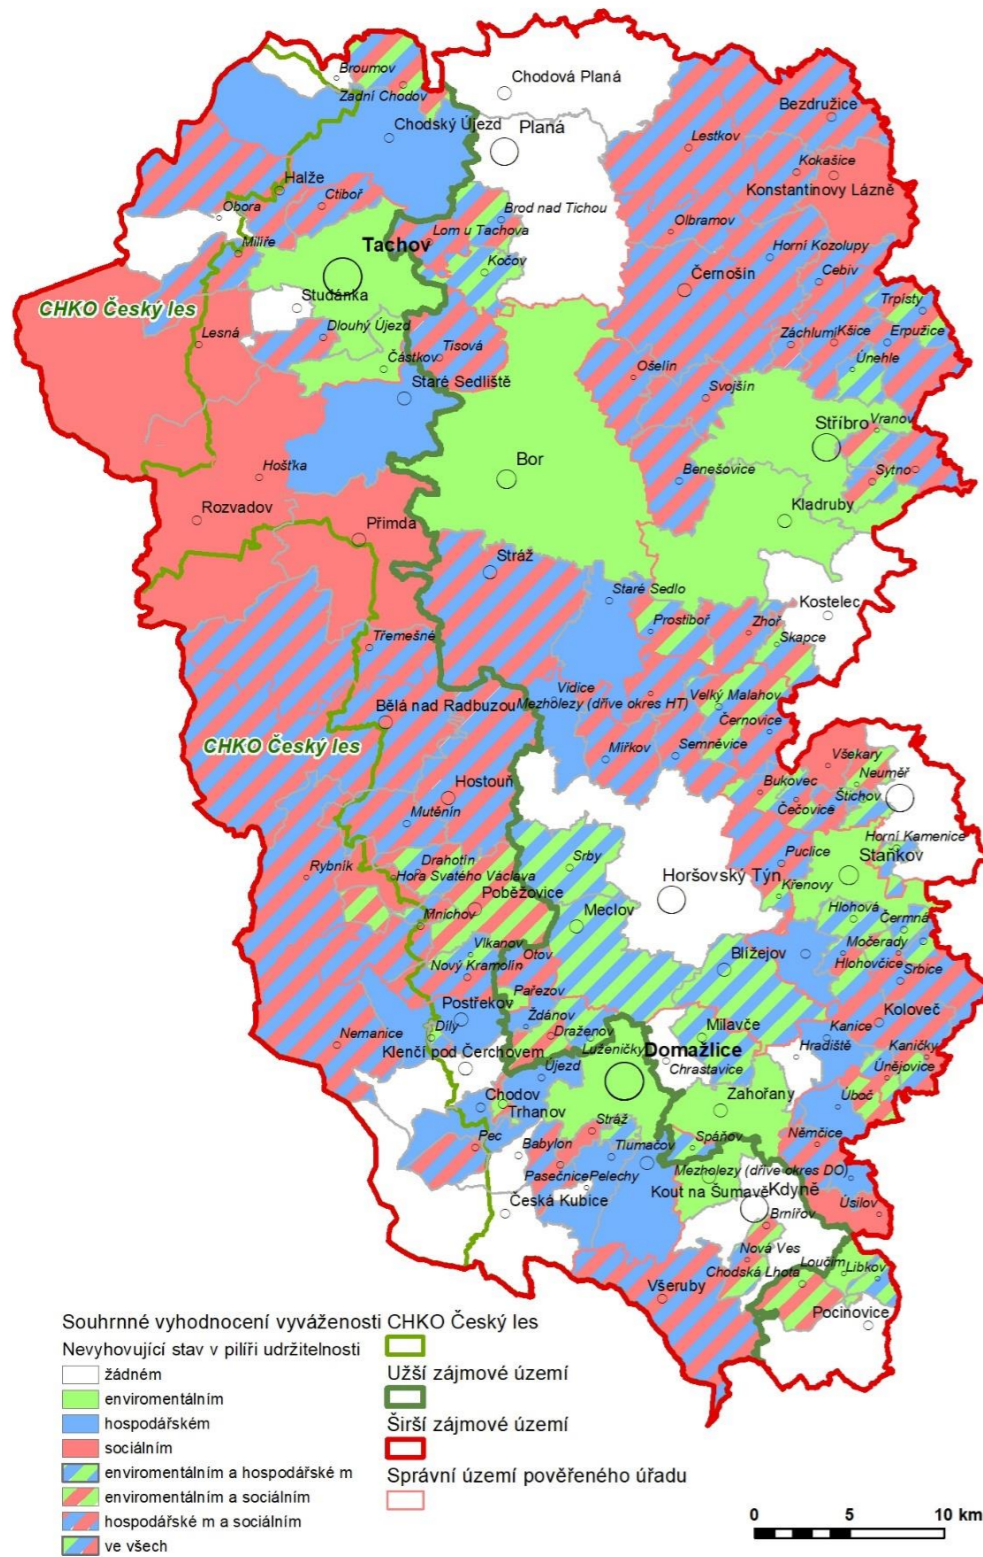 Broumov
Chodová Planá
Zadní Chodov
Bezdružice
Chodský Újezd
Planá
Lestkov
Kokašice
Konstantinovy Lázně
Halže
Ctiboř
Obora
Brod nad Tichou
Lom u Tachova
Olbramov
Milíře
Tachov
Kočov
Horní Kozolupy
Černošín
Cebiv
CHKO Český les
Studánka
Trpísty
Lesná
Dlouhý Újezd
Tisová
Záchlumí
Kšice
Erpužice
Částkov
Únehle
Staré Sedliště
Ošelín
Svojšín
Stříbro
Vranov
Bor
Hošťka
Benešovice
Sytno
Rozvadov
Kladruby
Přimda
Stráž
Staré Sedlo
Kostelec
Prostiboř
Zhoř
Třemešné
Skapce
Vidice
Velký Malahov
Mezholezy (dříve okres HT)
Bělá nad Radbuzou
Černovice
CHKO Český les
Mířkov
Semněvice
Všekary
Hostouň
Bukovec
Neuměř
Čečovice
Štichov
Mutěnín
Horní Kamenice
Rybník
Drahotín
Srby
Puclice
Staňkov
Hora Svatého Václava
Horšovský Týn
Křenovy
Poběžovice
Mnichov
Meclov
Hlohová
Čermná
Vlkanov
Otov
Blížejov
Močerady
Nový Kramolín
Hlohovčice
Srbice
Pařezov
Postřekov
Ždánov
Koloveč
Nemanice
Díly
Draženov
Milavče
Kanice
Klenčí pod Čerchovem
Luženičky
Domažlice
Hradiště
Kaničky
Chrastavice
Únějovice
Újezd
Chodov
Zahořany
Úboč
Trhanov
Stráž
Spáňov
Němčice
Pec
Babylon
Tlumačov
Pasečnice
Pelechy
Mezholezy (dříve okres DO)
Kout na Šumavě
Kdyně
Česká Kubice
Brnířov
Úsilov
Nová Ves
Loučim
Libkov
Chodská Lhota
Všeruby
Pocinovice
Souhrnné vyhodnocení vyváženosti
Nevyhovující stav v pilíři udržitelnosti
žádném
enviromentálním
hospodářském
sociálním
enviromentálním a hospodářské m
enviromentálním a sociálním
hospodářské m a sociálním
ve všech
CHKO Český les
Užší zájmové území
Širší zájmové území
Správní území pověřeného úřadu
0 5 10 km